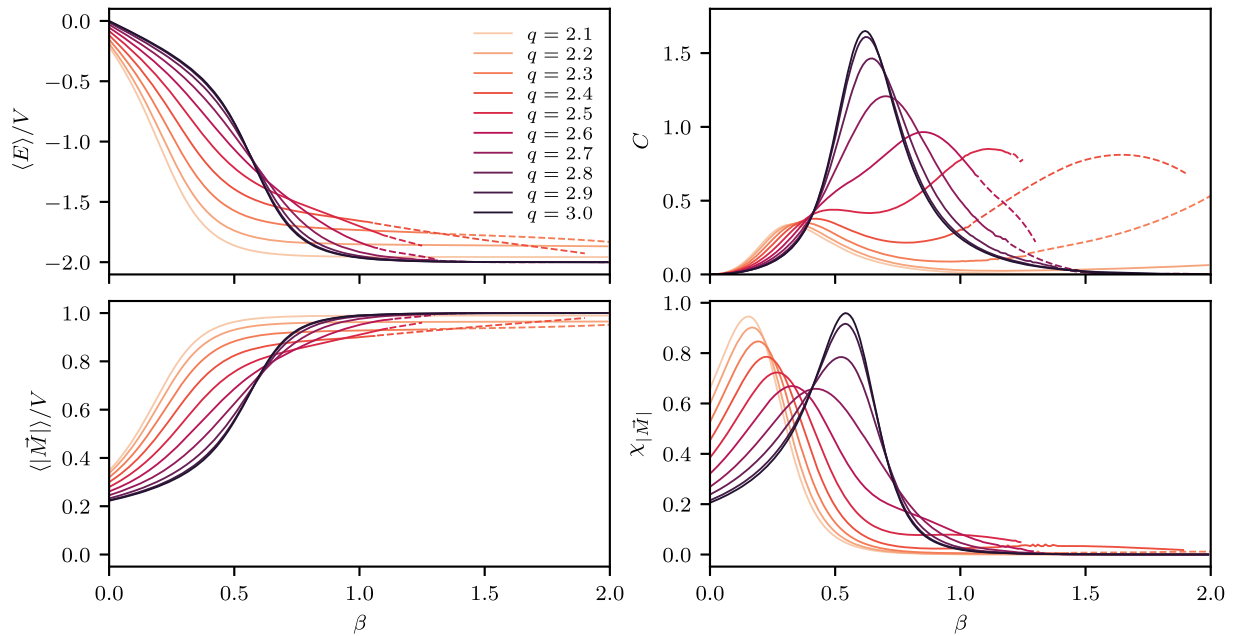 0.0
−0.5
−1.0
−1.5
−2.0
⟨E⟩/V
q = 2.1
q = 2.2
q = 2.3
q = 2.4
q = 2.5
q = 2.6
q = 2.7
q = 2.8
q = 2.9
q = 3.0
1.5
1.0
0.5
0.0
C
1.0
0.8
0.6
0.4
0.2
0.0
⟨|M⃗|⟩/V
0.0 0.5 1.0 1.5 2.0
β
1.0
0.8
0.6
0.4
0.2
0.0
χ|M⃗|
0.0 0.5 1.0 1.5 2.0
β